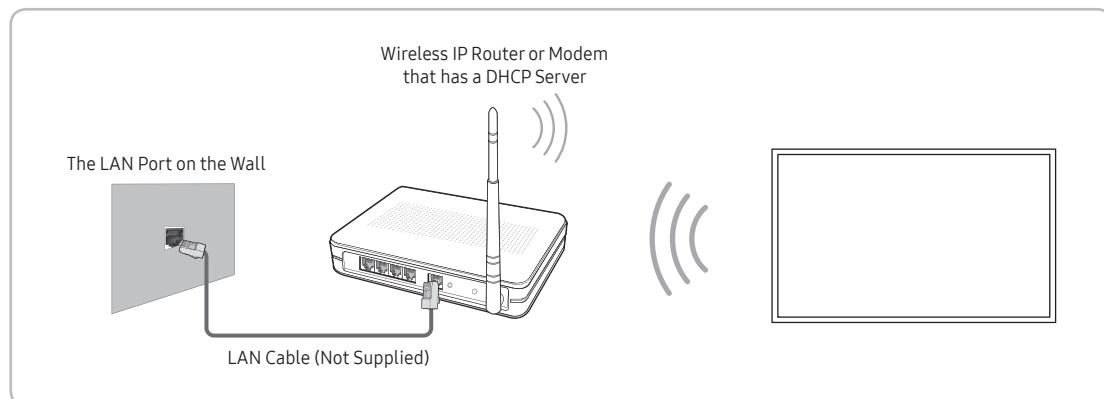 Wireless IP Router or Modem
that has a DHCP Server
The LAN Port on the Wall
LAN Cable (Not Supplied)